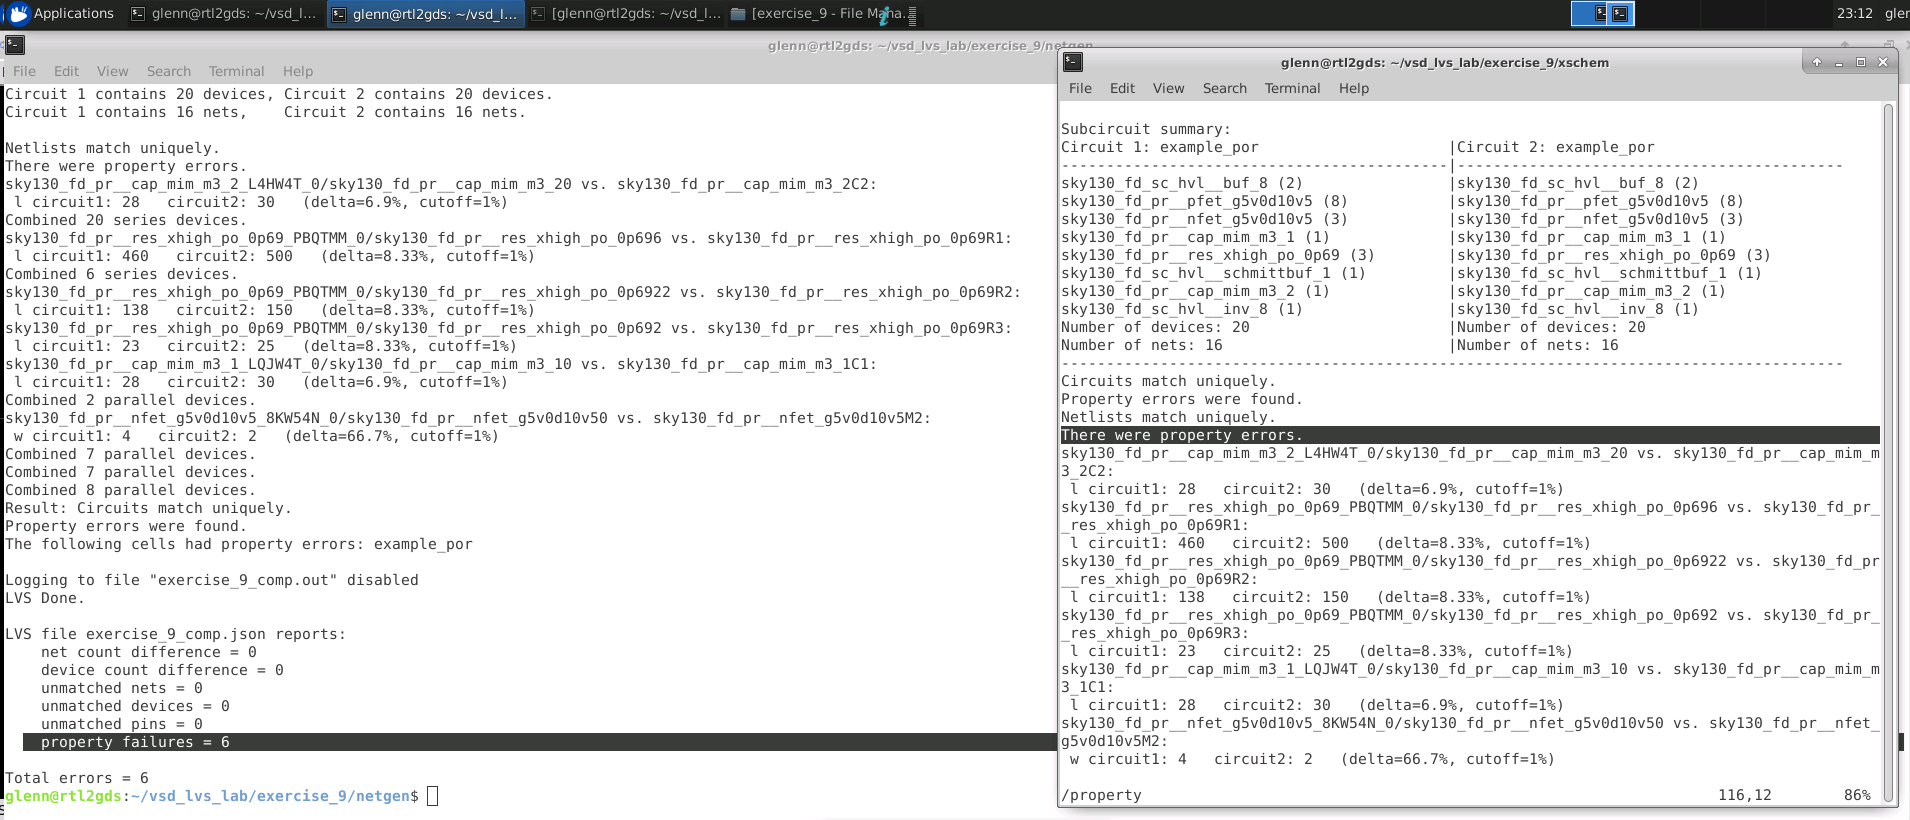 Applications
glenn@rtl2gds: ~/vsd_l...
glenn@rtl2gds: ~/vsd_l...
[glenn@rtl2gds: ~/vsd_l...
[exercise_9 - File Mana...
23:12
glenn@rtl2gds: ~/vsd_lvs_lab/exercise_9/netgen
File Edit View Search Terminal Help
Circuit 1 contains 20 devices, Circuit 2 contains 20 devices.
Circuit 1 contains 16 nets,    Circuit 2 contains 16 nets.
Netlists match uniquely.
There were property errors.
sky130_fd_pr__cap_mim_m3_2_L4HW4T_0/sky130_fd_pr__cap_mim_m3_20 vs. sky130_fd_pr__cap_mim_m3_2C2:
l circuit1: 28   circuit2: 30   (delta=6.9%, cutoff=1%)
Combined 20 series devices.
sky130_fd_pr__res_xhigh_po_0p69_PBQTMM_0/sky130_fd_pr__res_xhigh_po_0p696 vs. sky130_fd_pr__res_xhigh_po_0p69R1:
l circuit1: 460   circuit2: 500   (delta=8.33%, cutoff=1%)
Combined 6 series devices.
sky130_fd_pr__res_xhigh_po_0p69_PBQTMM_0/sky130_fd_pr__res_xhigh_po_0p6922 vs. sky130_fd_pr__res_xhigh_po_0p69R2:
l circuit1: 138   circuit2: 150   (delta=8.33%, cutoff=1%)
sky130_fd_pr__res_xhigh_po_0p69_PBQTMM_0/sky130_fd_pr__res_xhigh_po_0p692 vs. sky130_fd_pr__res_xhigh_po_0p69R3:
l circuit1: 23   circuit2: 25   (delta=8.33%, cutoff=1%)
sky130_fd_pr__cap_mim_m3_1_LQJW4T_0/sky130_fd_pr__cap_mim_m3_10 vs. sky130_fd_pr__cap_mim_m3_1C1:
l circuit1: 28   circuit2: 30   (delta=6.9%, cutoff=1%)
Combined 2 parallel devices.
sky130_fd_pr__nfet_g5v0d10v5_8KW54N_0/sky130_fd_pr__nfet_g5v0d10v50 vs. sky130_fd_pr__nfet_g5v0d10v5M2:
w circuit1: 4   circuit2: 2   (delta=66.7%, cutoff=1%)
Combined 7 parallel devices.
Combined 7 parallel devices.
Combined 8 parallel devices.
Result: Circuits match uniquely.
Property errors were found.
The following cells had property errors: example_por
Logging to file "exercise_9_comp.out" disabled
LVS Done.
LVS file exercise_9_comp.json reports:
net count difference = 0
device count difference = 0
unmatched nets = 0
unmatched devices = 0
unmatched pins = 0
property failures = 6
Total errors = 6
glenn@rtl2gds:~/vsd_lvs_lab/exercise_9/netgen$
glenn@rtl2gds: ~/vsd_lvs_lab/exercise_9/xschem
File Edit View Search Terminal Help
Subcircuit summary:
Circuit 1: example_por |Circuit 2: example_por
-------------------------------------------|-------------------------------------------
sky130_fd_sc_hvl__buf_8 (2) |sky130_fd_sc_hvl__buf_8 (2)
sky130_fd_pr__pfet_g5v0d10v5 (8) |sky130_fd_pr__pfet_g5v0d10v5 (8)
sky130_fd_pr__nfet_g5v0d10v5 (3) |sky130_fd_pr__nfet_g5v0d10v5 (3)
sky130_fd_pr__cap_mim_m3_1 (1) |sky130_fd_pr__cap_mim_m3_1 (1)
sky130_fd_pr__res_xhigh_po_0p69 (3) |sky130_fd_pr__res_xhigh_po_0p69 (3)
sky130_fd_sc_hvl__schmittbuf_1 (1) |sky130_fd_sc_hvl__schmittbuf_1 (1)
sky130_fd_pr__cap_mim_m3_2 (1) |sky130_fd_pr__cap_mim_m3_2 (1)
sky130_fd_sc_hvl__inv_8 (1) |sky130_fd_sc_hvl__inv_8 (1)
Number of devices: 20 |Number of devices: 20
Number of nets: 16 |Number of nets: 16
---------------------------------------------------------------------------------------
Circuits match uniquely.
Property errors were found.
Netlists match uniquely.
There were property errors.
sky130_fd_pr__cap_mim_m3_2_L4HW4T_0/sky130_fd_pr__cap_mim_m3_20 vs. sky130_fd_pr__cap_mim_m
3_2C2:
l circuit1: 28   circuit2: 30   (delta=6.9%, cutoff=1%)
sky130_fd_pr__res_xhigh_po_0p69_PBQTMM_0/sky130_fd_pr__res_xhigh_po_0p696 vs. sky130_fd_pr_
_res_xhigh_po_0p69R1:
l circuit1: 460   circuit2: 500   (delta=8.33%, cutoff=1%)
sky130_fd_pr__res_xhigh_po_0p69_PBQTMM_0/sky130_fd_pr__res_xhigh_po_0p6922 vs. sky130_fd_pr
__res_xhigh_po_0p69R2:
l circuit1: 138   circuit2: 150   (delta=8.33%, cutoff=1%)
sky130_fd_pr__res_xhigh_po_0p69_PBQTMM_0/sky130_fd_pr__res_xhigh_po_0p692 vs. sky130_fd_pr_
_res_xhigh_po_0p69R3:
l circuit1: 23   circuit2: 25   (delta=8.33%, cutoff=1%)
sky130_fd_pr__cap_mim_m3_1_LQJW4T_0/sky130_fd_pr__cap_mim_m3_10 vs. sky130_fd_pr__cap_mim_m
3_1C1:
l circuit1: 28   circuit2: 30   (delta=6.9%, cutoff=1%)
sky130_fd_pr__nfet_g5v0d10v5_8KW54N_0/sky130_fd_pr__nfet_g5v0d10v50 vs. sky130_fd_pr__nfet_
g5v0d10v5M2:
w circuit1: 4   circuit2: 2   (delta=66.7%, cutoff=1%)
/property 116,12 86%